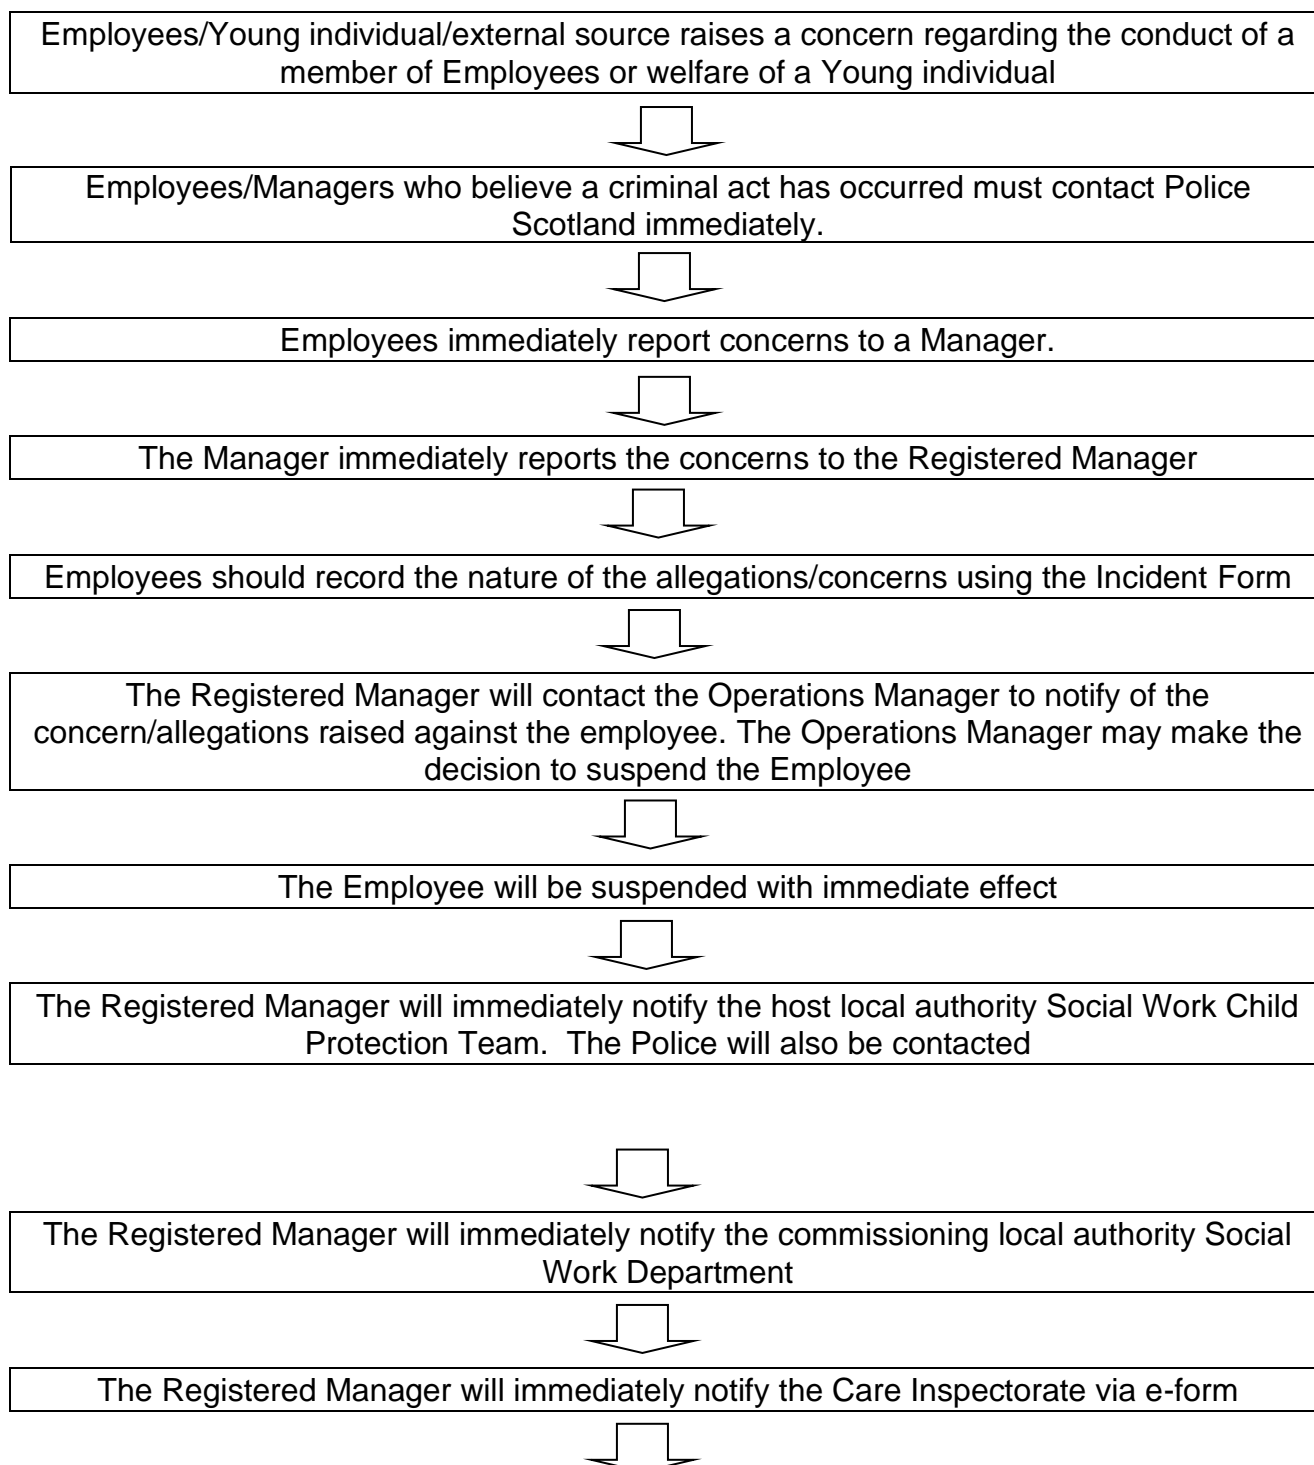 Employees/Young individual/external source raises a concern regarding the conduct of a
member of Employees or welfare of a Young individual
Employees/Managers who believe a criminal act has occurred must contact Police
Scotland immediately.
Employees immediately report concerns to a Manager.
The Manager immediately reports the concerns to the Registered Manager
Employees should record the nature of the allegations/concerns using the Incident Form
The Registered Manager will contact the Operations Manager to notify of the
concern/allegations raised against the employee. The Operations Manager may make the
decision to suspend the Employee
The Employee will be suspended with immediate effect
The Registered Manager will immediately notify the host local authority Social Work Child
Protection Team.  The Police will also be contacted
The Registered Manager will immediately notify the commissioning local authority Social
Work Department
The Registered Manager will immediately notify the Care Inspectorate via e-form